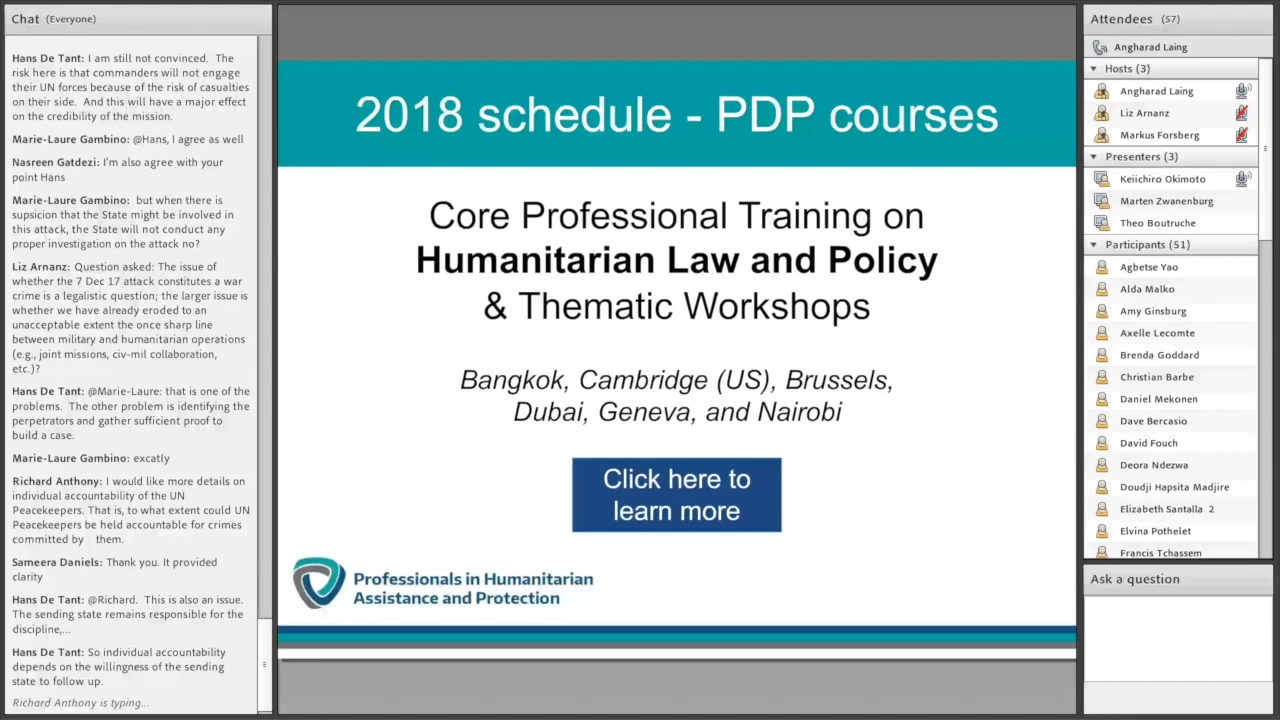 Chat (Everyone)
Hans De Tant: I am still not convinced. The
risk here is that commanders will not engage
their UN forces because of the risk of casualties
on their side. And this will have a major effect
on the credibility of the mission.
Marie-Laure Gambino: @Hans, I agree as well
Nasreen Gatdezi: I'm also agree with your
point Hans
Marie-Laure Gambino: but when there is
supsicion that the State might be involved in
this attack, the State will not conduct any
proper investigation on the attack no?
Liz Arnanz: Question asked: The issue of
whether the 7 Dec 17 attack constitutes a war
crime is a legalistic question; the larger issue is
whether we have already eroded to an
unacceptable extent the once sharp line
between military and humanitarian operations
(e.g., joint missions, civ-mil collaboration,
etc.)?
Hans De Tant: @Marie-Laure: that is one of the
problems. The other problem is identifying the
perpetrators and gather sufficient proof to
build a case.
Marie-Laure Gambino: excatly
Richard Anthony: I would like more details on
individual accountability of the UN
Peacekeepers. That is, to what extent could UN
Peacekeepers be held accountable for crimes
committed by them.
Sameera Daniels: Thank you. It provided
clarity
Hans De Tant: @Richard. This is also an issue.
The sending state remains responsible for the
discipline,...
Hans De Tant: So individual accountability
depends on the willingness of the sending
state to follow up.
Richard Anthony is typing...
2018 schedule - PDP courses
Core Professional Training on
Humanitarian Law and Policy
& Thematic Workshops
Bangkok, Cambridge (US), Brussels,
Dubai, Geneva, and Nairobi
Click here to
learn more
Professionals in Humanitarian
Assistance and Protection
Attendees (57)
Angharad Laing
Hosts (3)
Angharad Laing
Liz Arnanz
Markus Forsberg
Presenters (3)
Keiichiro Okimoto
Marten Zwanenburg
Theo Boutruche
Participants (51)
Agbetse Yao
Alda Malko
Amy Ginsburg
Axelle Lecomte
Brenda Goddard
Christian Barbe
Daniel Mekonen
Dave Bercasio
David Fouch
Deora Ndezwa
Doudji Hapsita Madjire
Elizabeth Santalla 2
Elvina Pothelet
Francis Tchassem
Ask a question